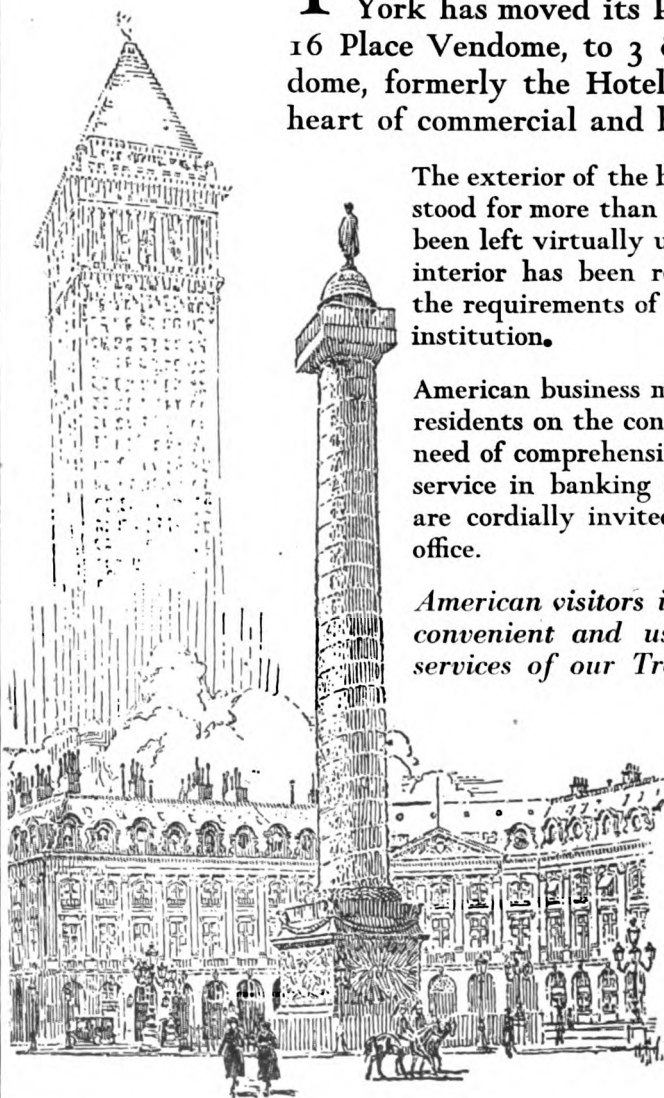 York has moved its
16 Place Vendome, to 3
dome, formerly the Hotel
heart of commercial and
The exterior of the
stood for more than
been left virtually
interior has been
the requirements of
institution.
American business
residents on the
need of
service in banking
are cordially
office.
American visitors
convenient and
services of our